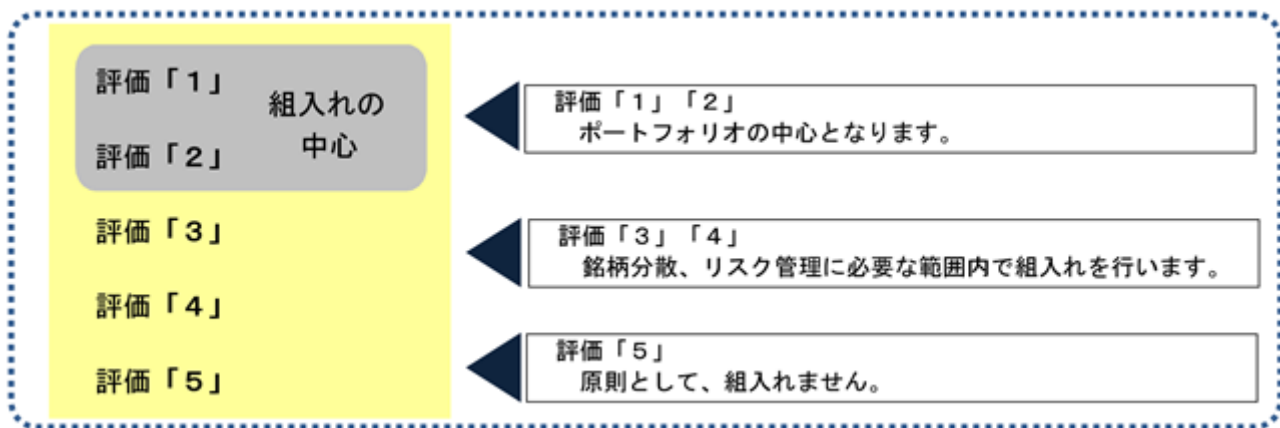 評価「１」
組入れの
中心
評価「２」
評価「３」
評価「４」
評価「５」
評価「１」「２」
ポートフォリオの中心となります。
評価「３」「４」
銘柄分散、リスク管理に必要な範囲内で組入れを行います。
評価「５」
原則として、組入れません。